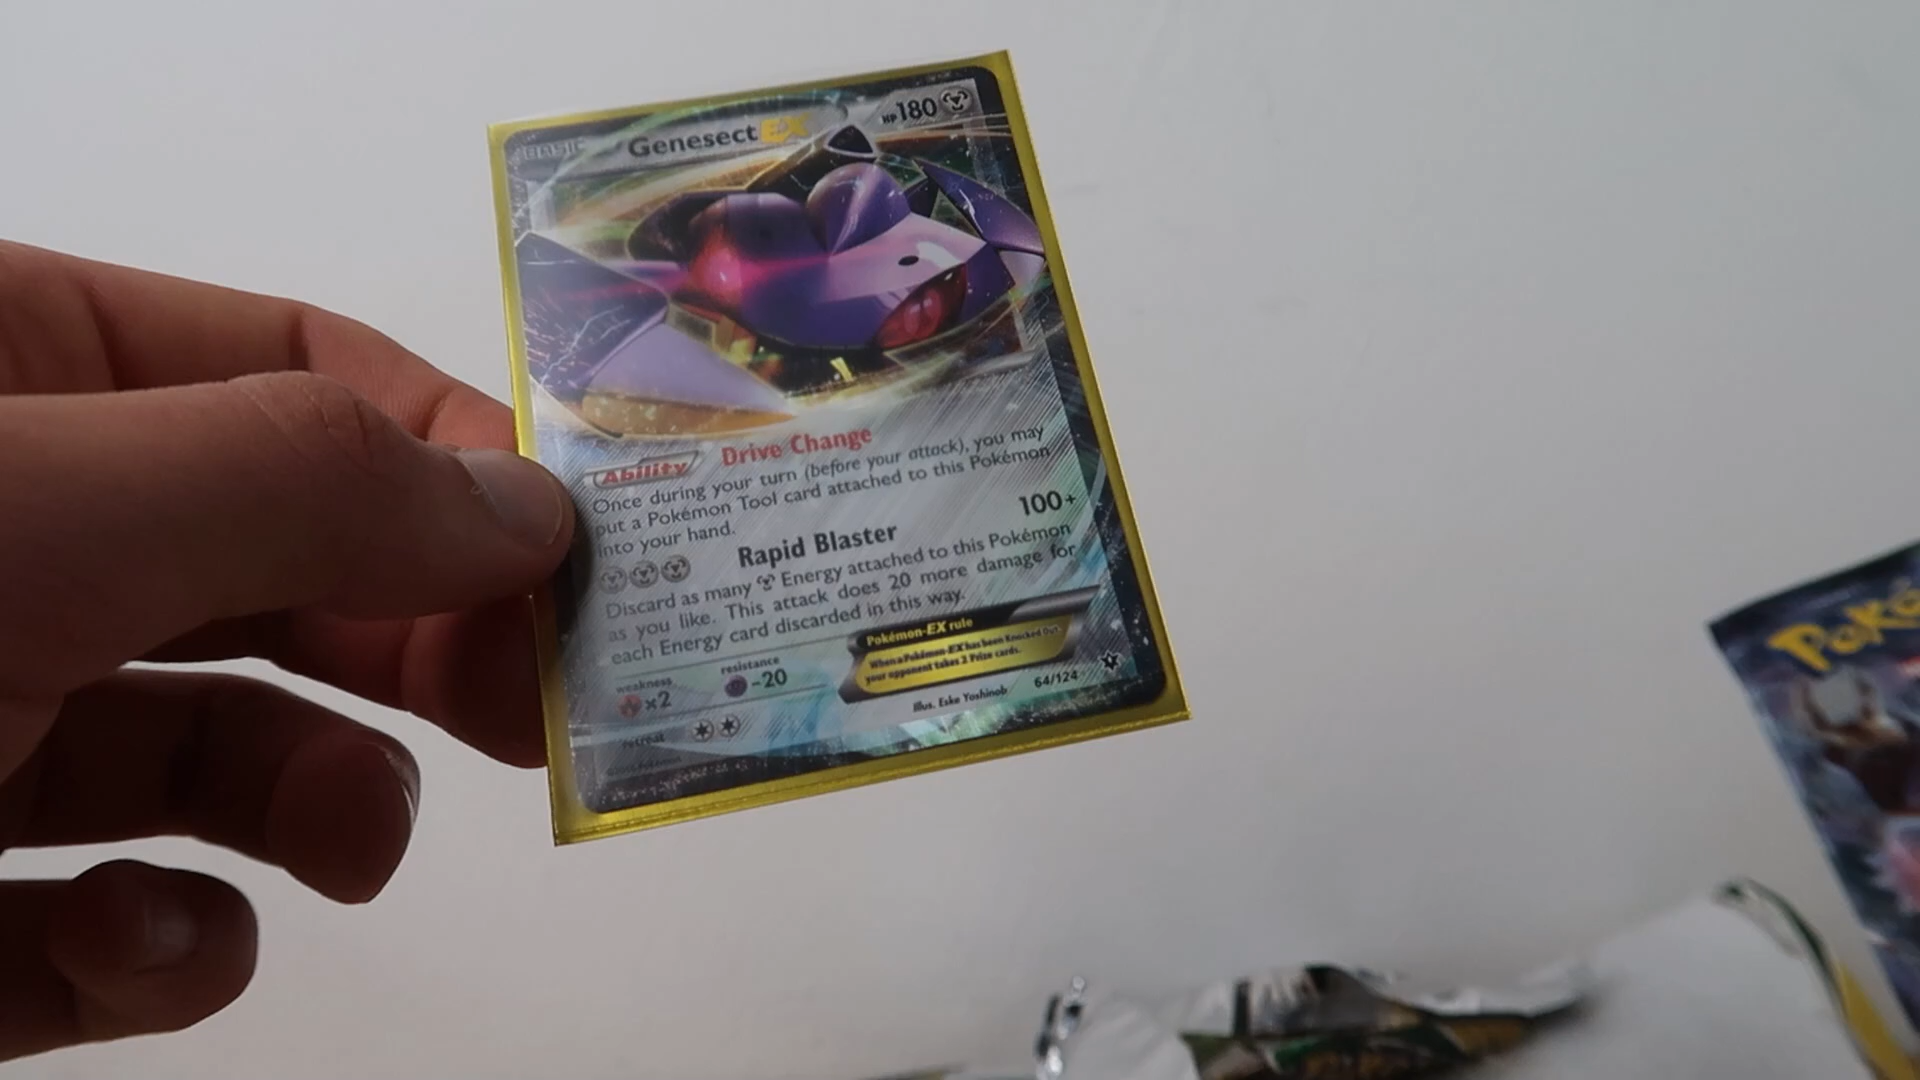 BASIC Genesect EX HP180
Ability Drive Change
Once during your turn (before your attack), you may
put a Pokémon Tool card attached to this Pokémon
into your hand.
Rapid Blaster 100+
Discard as many Energy attached to this Pokémon
as you like. This attack does 20 more damage for
each Energy card discarded in this way.
Pokémon-EX rule
When a Pokémon-EX has been Knocked Out,
your opponent takes 2 Prize cards.
weakness
×2
resistance
-20
retreat
Illus. Eske Yoshinob
64/124
Poké